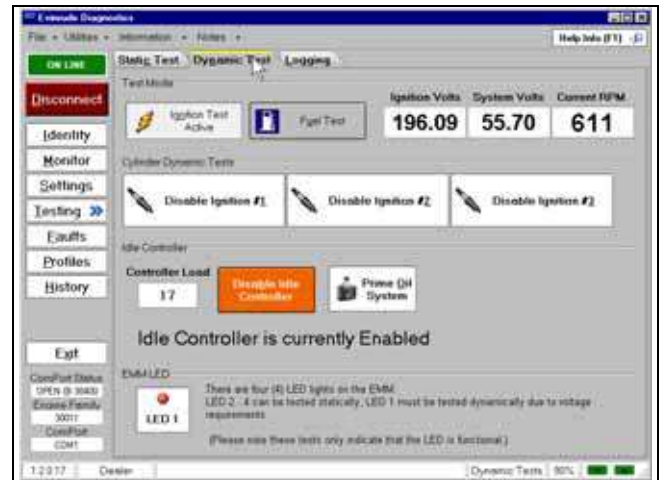 Evinrude Diagnostics
File Utilities Information Notes
Help Info (F1)
ON LINE
Static Test Dynamic Test Logging
Disconnect
Test Mode
Ignition Test Active
Fuel Test
Ignition Volts System Volts Current RPM
196.09 55.70 611
Identity
Monitor
Settings
Testing
Faults
Profiles
History
Exit
Cylinder Dynamic Tests
Disable Ignition #1 Disable Ignition #2 Disable Ignition #3
Idle Controller
Controller Load
17
Disable Idle Controller
Prime Oil System
Idle Controller is currently Enabled
ComPort Status
Engine Family
ComPort
COM1
EMM LED
LED 1
There are four (4) LED lights on the EMM.
LED 2 - 4 can be tested statically, LED 1 must be tested dynamically due to voltage
requirements
(Please note these tests only indicate that the LED is functional.)
Dealer
Dynamic Tests